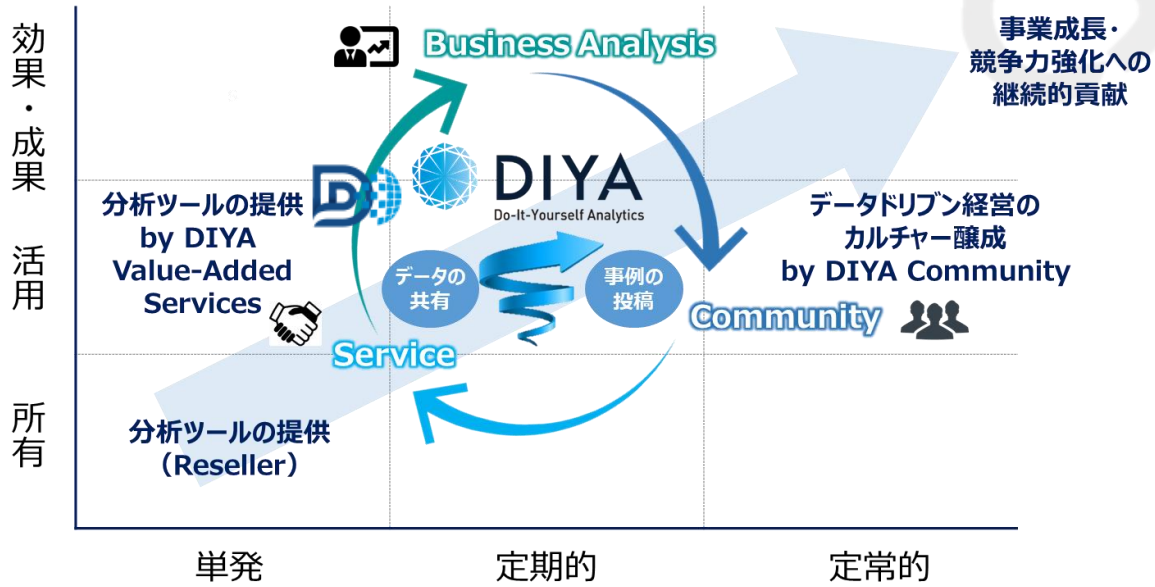 効果・成果
活用
所有
Business Analysis
事業成長・
競争力強化への
継続的貢献
DIYA
Do-It-Yourself Analytics
分析ツールの提供
by DIYA
Value-Added
Services
データの
共有
事例の
投稿
データドリブン経営の
カルチャー醸成
by DIYA Community
Community
Service
分析ツールの提供
（Reseller）
単発
定期的
定常的